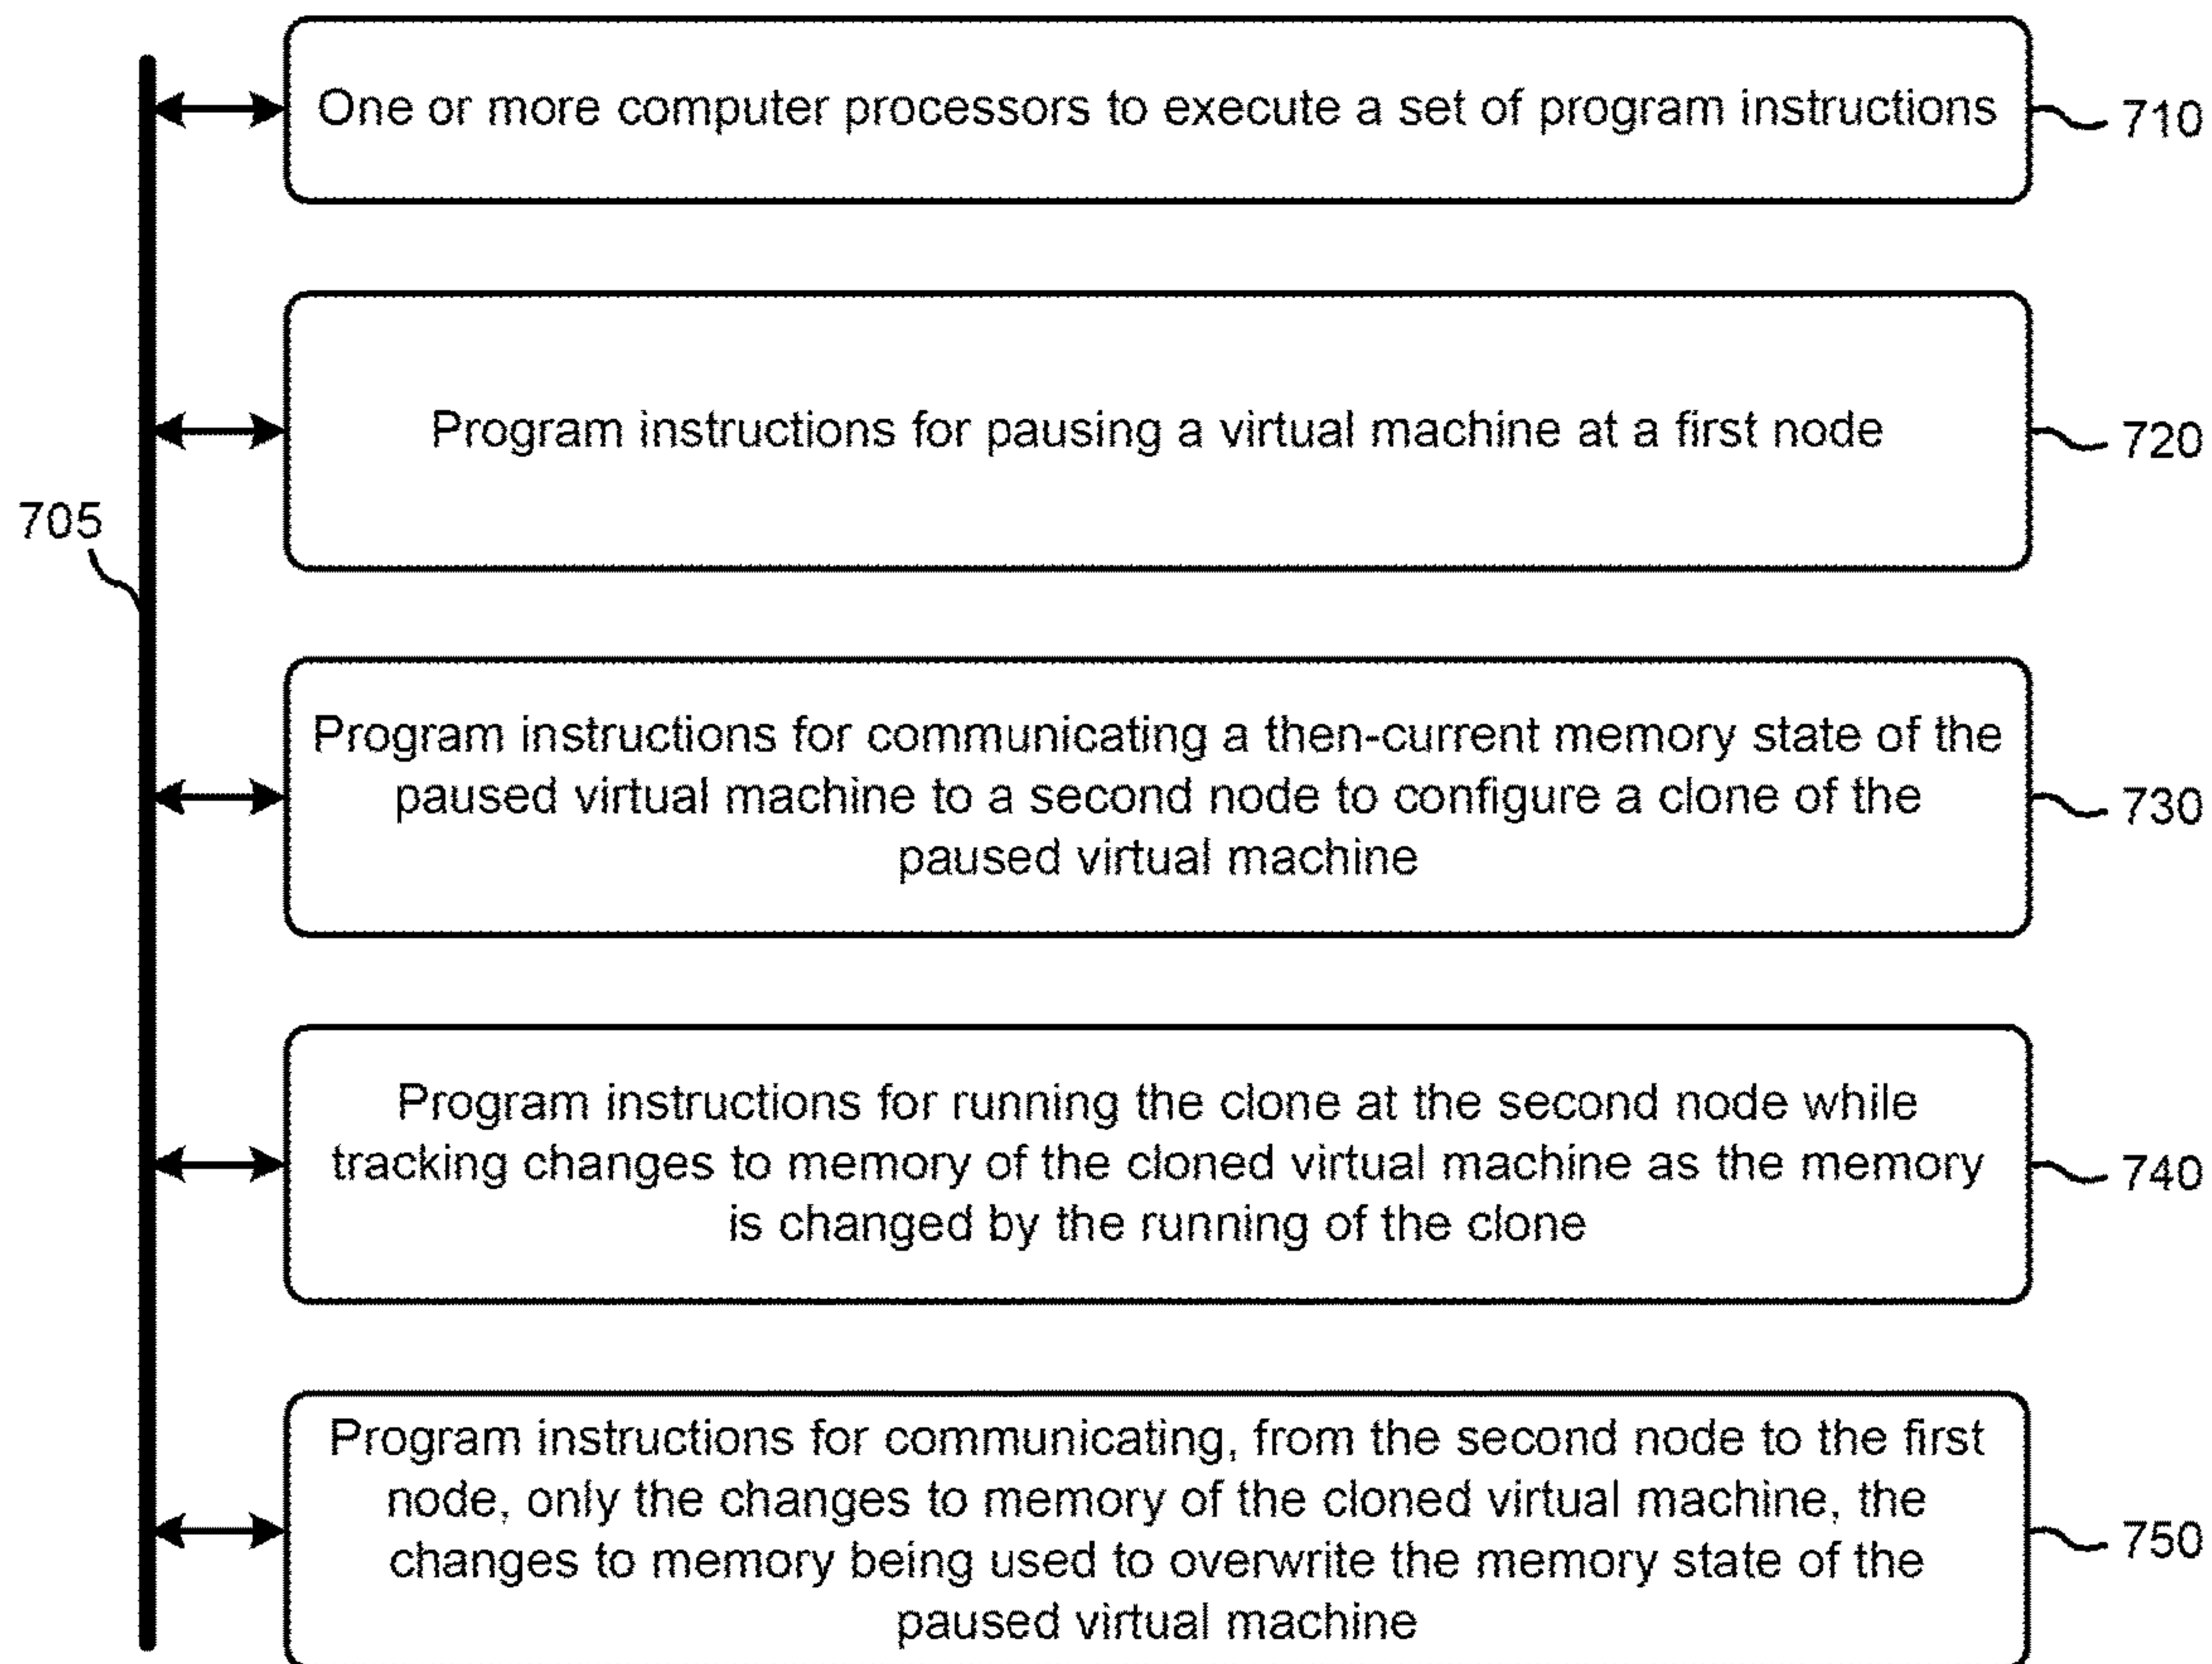 One or more computer processors to execute a set of program instructions
710
Program instructions for pausing a virtual machine at a first node
720
705
Program instructions for communicating a then-current memory state of the
paused virtual machine to a second node to configure a clone of the
paused virtual machine
730
Program instructions for running the clone at the second node while
tracking changes to memory of the cloned virtual machine as the memory
is changed by the running of the clone
740
Program instructions for communicating, from the second node to the first
node, only the changes to memory of the cloned virtual machine, the
changes to memory being used to overwrite the memory state of the
paused virtual machine
750